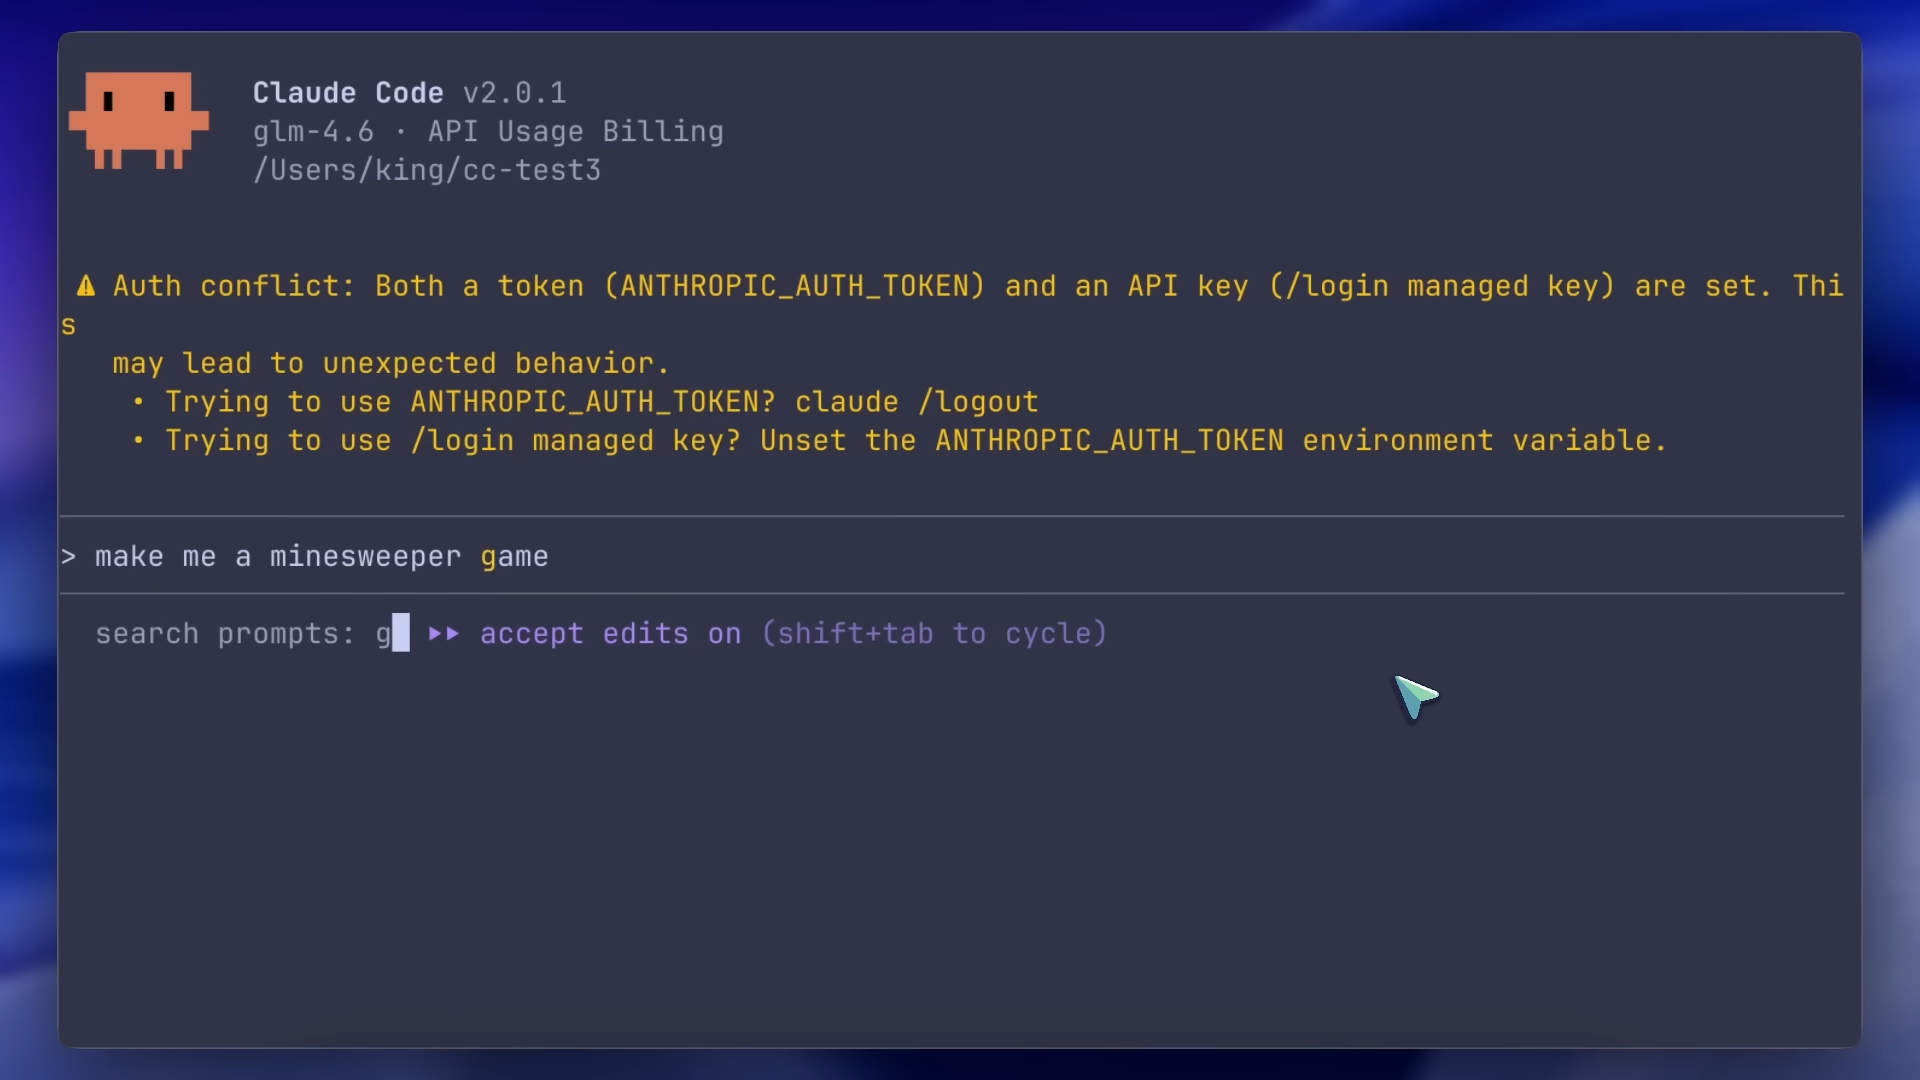 Claude Code v2.0.1
glm-4.6 · API Usage Billing
/Users/king/cc-test3
⚠ Auth conflict: Both a token (ANTHROPIC_AUTH_TOKEN) and an API key (/login managed key) are set. Thi
s
may lead to unexpected behavior.
• Trying to use ANTHROPIC_AUTH_TOKEN? claude /logout
• Trying to use /login managed key? Unset the ANTHROPIC_AUTH_TOKEN environment variable.
> make me a minesweeper game
search prompts: g ▸▸ accept edits on (shift+tab to cycle)